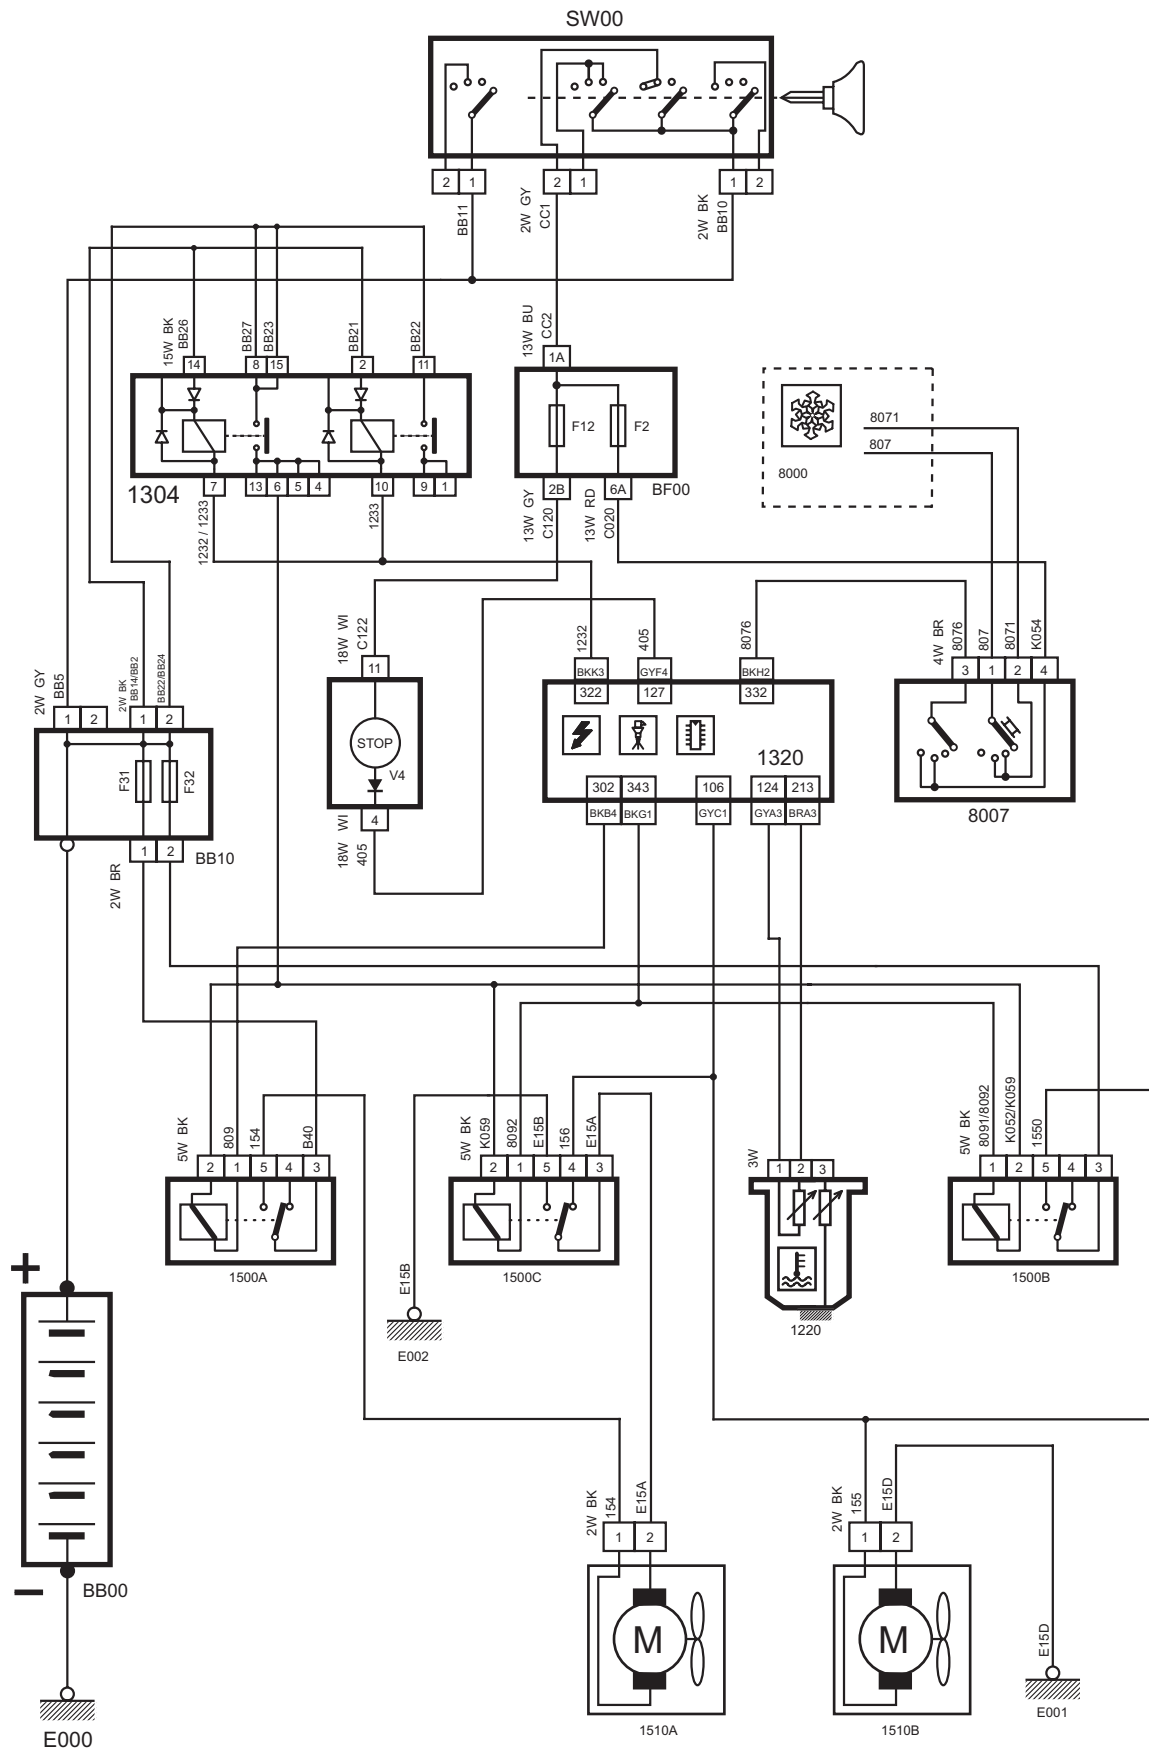 SW00
2 1
2 1
1 2
BB11
2W GY
CC1
2W BK
BB10
15W BK
BB26
BB27
BB23
BB21
BB22
13W BU
CC2
14
8 15
2
11
1A
F12
F2
8071
807
8000
1304
7
13 6 5 4
10
9 1
2B
6A
BF00
1232 / 1233
1233
13W GY
C120
13W RD
C020
18W WI
C122
1232
405
8076
4W BR
8076
807
8071
K054
2W GY
BB5
2W BK
BB14/BB2
BB22/BB24
11
BKK3
GYF4
BKH2
322
127
332
3 1 2 4
1 2
1 2
STOP
V4
F31
F32
1320
302 343
106
124 213
BKB4 BKG1
GYC1
GYA3 BRA3
8007
4
BB10
1 2
2W BR
18W WI
405
5W BK
809
154
B40
5W BK
K059
8092
E15B
156
E15A
3W
5W BK
8091/8092
K052/K059
1550
2 1 5 4 3
2 1 5 4 3
1 2 3
1 2 5 4 3
1500A
1500C
1220
1500B
E15B
E002
+
–
BB00
E000
2W BK
154
E15A
2W BK
155
E15D
1 2
1 2
M
M
E15D
E001
1510A
1510B